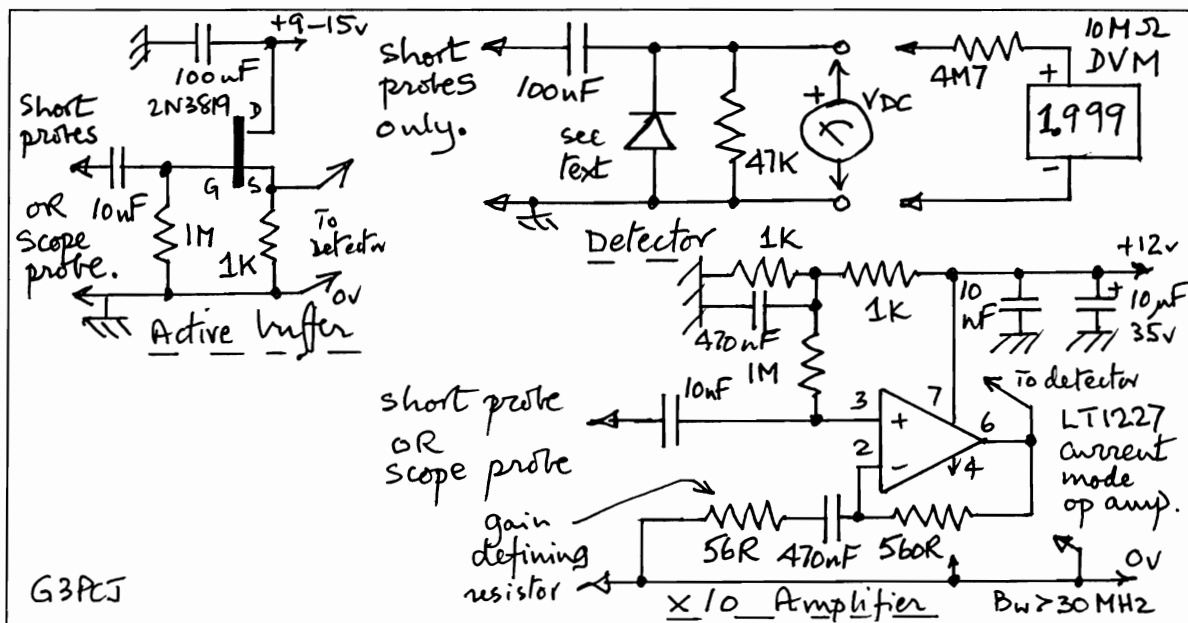 +9-15v
100nF
2N3819
D
G
S
Short
probes
10nF
OR
Scope
probe.
1M
1K
To
detector
0v
Active buffer
Short
probes
only.
100nF
see
text
47K
+
VDC
Detector
4M7
10MΩ
DVM
+
1.999
-
1K
1K
470nF
1M
10nF
+12v
10
nF
+
10µF
35v
Short probe
OR
Scope probe
3
+
2
-
7
6
4
To detector
LT1227
current
mode
op amp.
gain
defining
resistor
56R
470nF
560R
0v
x10 Amplifier
Bw>30MHz
G3PCJ